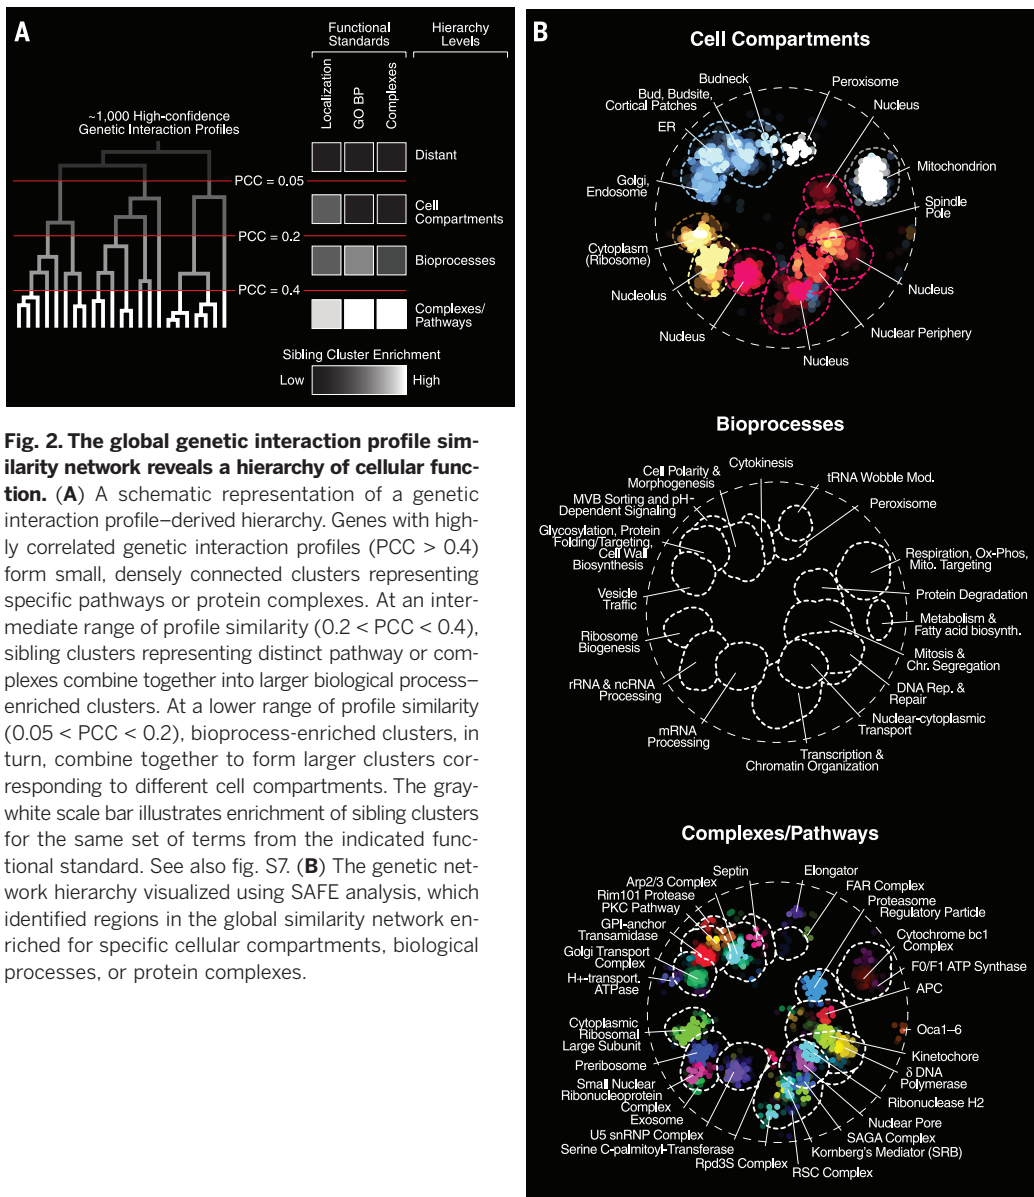 A
Functional
Standards
Hierarchy
Levels
Localization
GO BP
Complexes
~1,000 High-confidence
Genetic Interaction Profiles
Distant
PCC = 0.05
Cell
Compartments
PCC = 0.2
Bioprocesses
PCC = 0.4
Complexes/
Pathways
Sibling Cluster Enrichment
Low
High
Fig. 2. The global genetic interaction profile sim-
ilarity network reveals a hierarchy of cellular func-
tion. (A) A schematic representation of a genetic
interaction profile–derived hierarchy. Genes with high-
ly correlated genetic interaction profiles (PCC > 0.4)
form small, densely connected clusters representing
specific pathways or protein complexes. At an inter-
mediate range of profile similarity (0.2 < PCC < 0.4),
sibling clusters representing distinct pathway or com-
plexes combine together into larger biological process–
enriched clusters. At a lower range of profile similarity
(0.05 < PCC < 0.2), bioprocess-enriched clusters, in
turn, combine together to form larger clusters cor-
responding to different cell compartments. The gray-
white scale bar illustrates enrichment of sibling clusters
for the same set of terms from the indicated func-
tional standard. See also fig. S7. (B) The genetic net-
work hierarchy visualized using SAFE analysis, which
identified regions in the global similarity network en-
riched for specific cellular compartments, biological
processes, or protein complexes.
B
Cell Compartments
Budneck
Bud, Budsite,
Cortical Patches
ER
Golgi,
Endosome
Cytoplasm
(Ribosome)
Nucleolus
Nucleus
Peroxisome
Nucleus
Mitochondrion
Spindle
Pole
Nucleus
Nuclear Periphery
Nucleus
Bioprocesses
Cytokinesis
Cell Polarity &
Morphogenesis
MVB Sorting and pH-
Dependent Signaling
Glycosylation, Protein
Folding/Targeting,
Cell Wall
Biosynthesis
Vesicle
Traffic
Ribosome
Biogenesis
rRNA & ncRNA
Processing
mRNA
Processing
tRNA Wobble Mod.
Peroxisome
Respiration, Ox-Phos,
Mito. Targeting
Protein Degradation
Metabolism &
Fatty acid biosynth.
Mitosis &
Chr. Segregation
DNA Rep. &
Repair
Nuclear-cytoplasmic
Transport
Transcription &
Chromatin Organization
Complexes/Pathways
Septin
Arp2/3 Complex
Rim101 Protease
PKC Pathway
GPI-anchor
Transamidase
Golgi Transport
Complex
H+-transport.
ATPase
Cytoplasmic
Ribosomal
Large Subunit
Preribosome
Small Nuclear
Ribonucleoprotein
Complex
Exosome
U5 snRNP Complex
Serine C-palmitoyl-Transferase
Rpd3S Complex
Elongator
FAR Complex
Proteasome
Regulatory Particle
Cytochrome bc1
Complex
F0/F1 ATP Synthase
APC
Oca1–6
Kinetochore
δ DNA
Polymerase
Ribonuclease H2
Nuclear Pore
SAGA Complex
Kornberg's Mediator (SRB)
RSC Complex